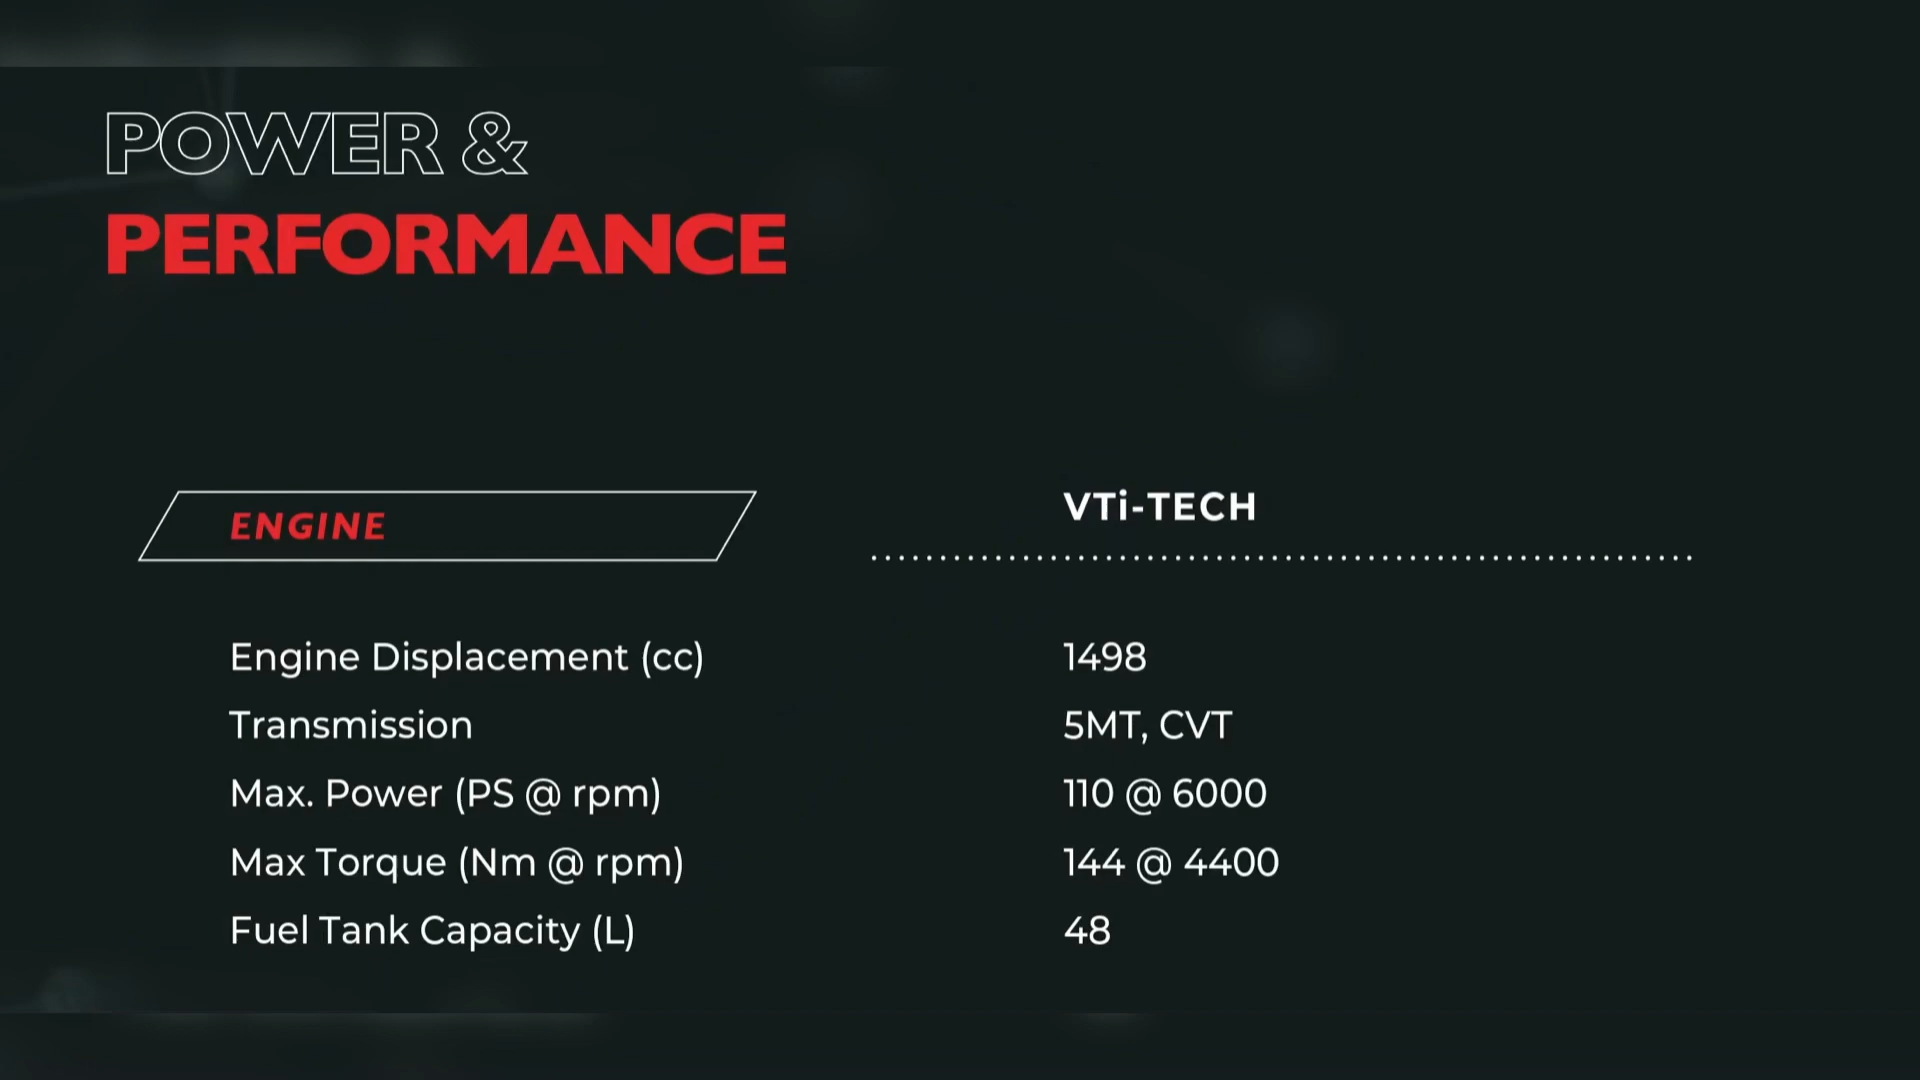 POWER &
PERFORMANCE
ENGINE
VTi-TECH
Engine Displacement (cc) 1498
Transmission 5MT, CVT
Max. Power (PS @ rpm) 110 @ 6000
Max Torque (Nm @ rpm) 144 @ 4400
Fuel Tank Capacity (L) 48